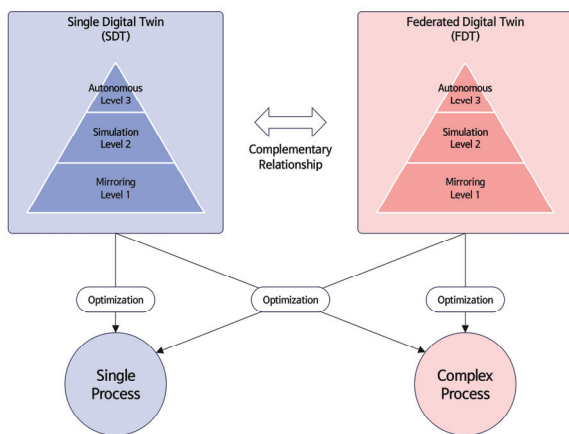 Single Digital Twin
(SDT)
Autonomous
Level 3
Simulation
Level 2
Mirroring
Level 1
Complementary
Relationship
Federated Digital Twin
(FDT)
Autonomous
Level 3
Simulation
Level 2
Mirroring
Level 1
Optimization
Optimization
Optimization
Single
Process
Complex
Process